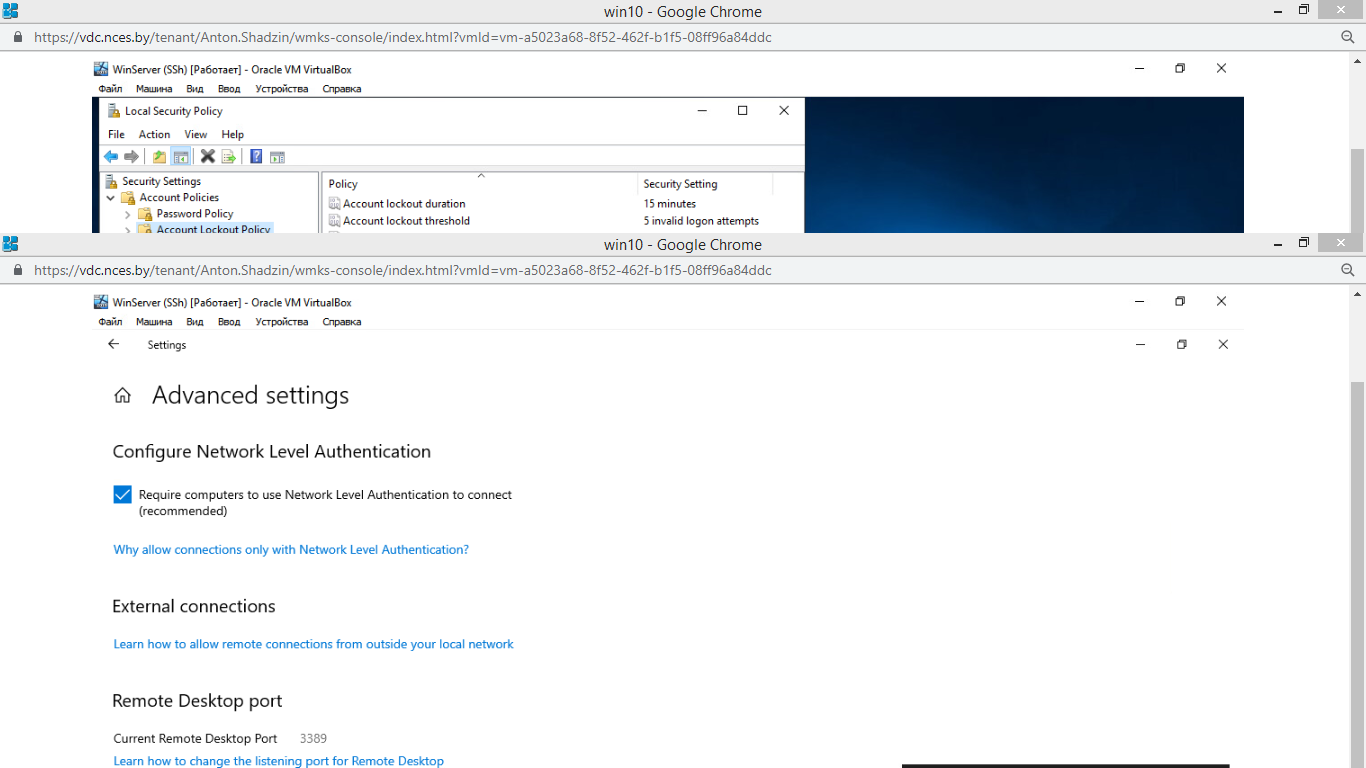 win10 - Google Chrome
https://vdc.nces.by/tenant/Anton.Shadzin/wmks-console/index.html?vmId=vm-a5023a68-8f52-462f-b1f5-08ff96a84ddc
WinServer (SSh) [Работает] - Oracle VM VirtualBox
Файл Машина Вид Ввод Устройства Справка
Local Security Policy
File Action View Help
Security Settings
Account Policies
Password Policy
Account Lockout Policy
Policy Security Setting
Account lockout duration 15 minutes
Account lockout threshold 5 invalid logon attempts
win10 - Google Chrome
https://vdc.nces.by/tenant/Anton.Shadzin/wmks-console/index.html?vmId=vm-a5023a68-8f52-462f-b1f5-08ff96a84ddc
WinServer (SSh) [Работает] - Oracle VM VirtualBox
Файл Машина Вид Ввод Устройства Справка
Settings
Advanced settings
Configure Network Level Authentication
Require computers to use Network Level Authentication to connect
(recommended)
Why allow connections only with Network Level Authentication?
External connections
Learn how to allow remote connections from outside your local network
Remote Desktop port
Current Remote Desktop Port 3389
Learn how to change the listening port for Remote Desktop